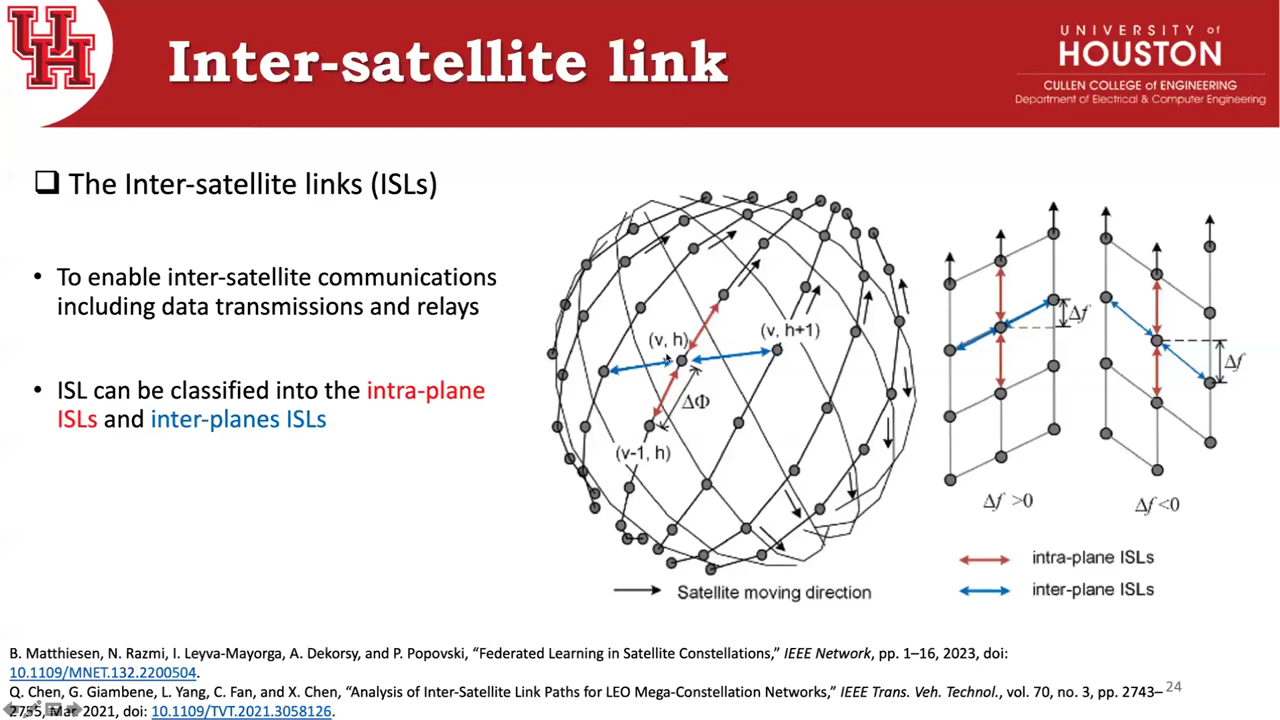 UH
Inter-satellite link
UNIVERSITY of
HOUSTON
CULLEN COLLEGE of ENGINEERING
Department of Electrical & Computer Engineering
❑ The Inter-satellite links (ISLs)
• To enable inter-satellite communications
including data transmissions and relays
• ISL can be classified into the intra-plane
ISLs and inter-planes ISLs
(v, h)
(v, h+1)
ΔΦ
(v-1, h)
Δf
Δf
Δf >0
Δf <0
intra-plane ISLs
inter-plane ISLs
Satellite moving direction
B. Matthiesen, N. Razmi, I. Leyva-Mayorga, A. Dekorsy, and P. Popovski, “Federated Learning in Satellite Constellations,” IEEE Network, pp. 1–16, 2023, doi:
10.1109/MNET.132.2200504.
Q. Chen, G. Giambene, L. Yang, C. Fan, and X. Chen, “Analysis of Inter-Satellite Link Paths for LEO Mega-Constellation Networks,” IEEE Trans. Veh. Technol., vol. 70, no. 3, pp. 2743–
2755, Mar. 2021, doi: 10.1109/TVT.2021.3058126.
24